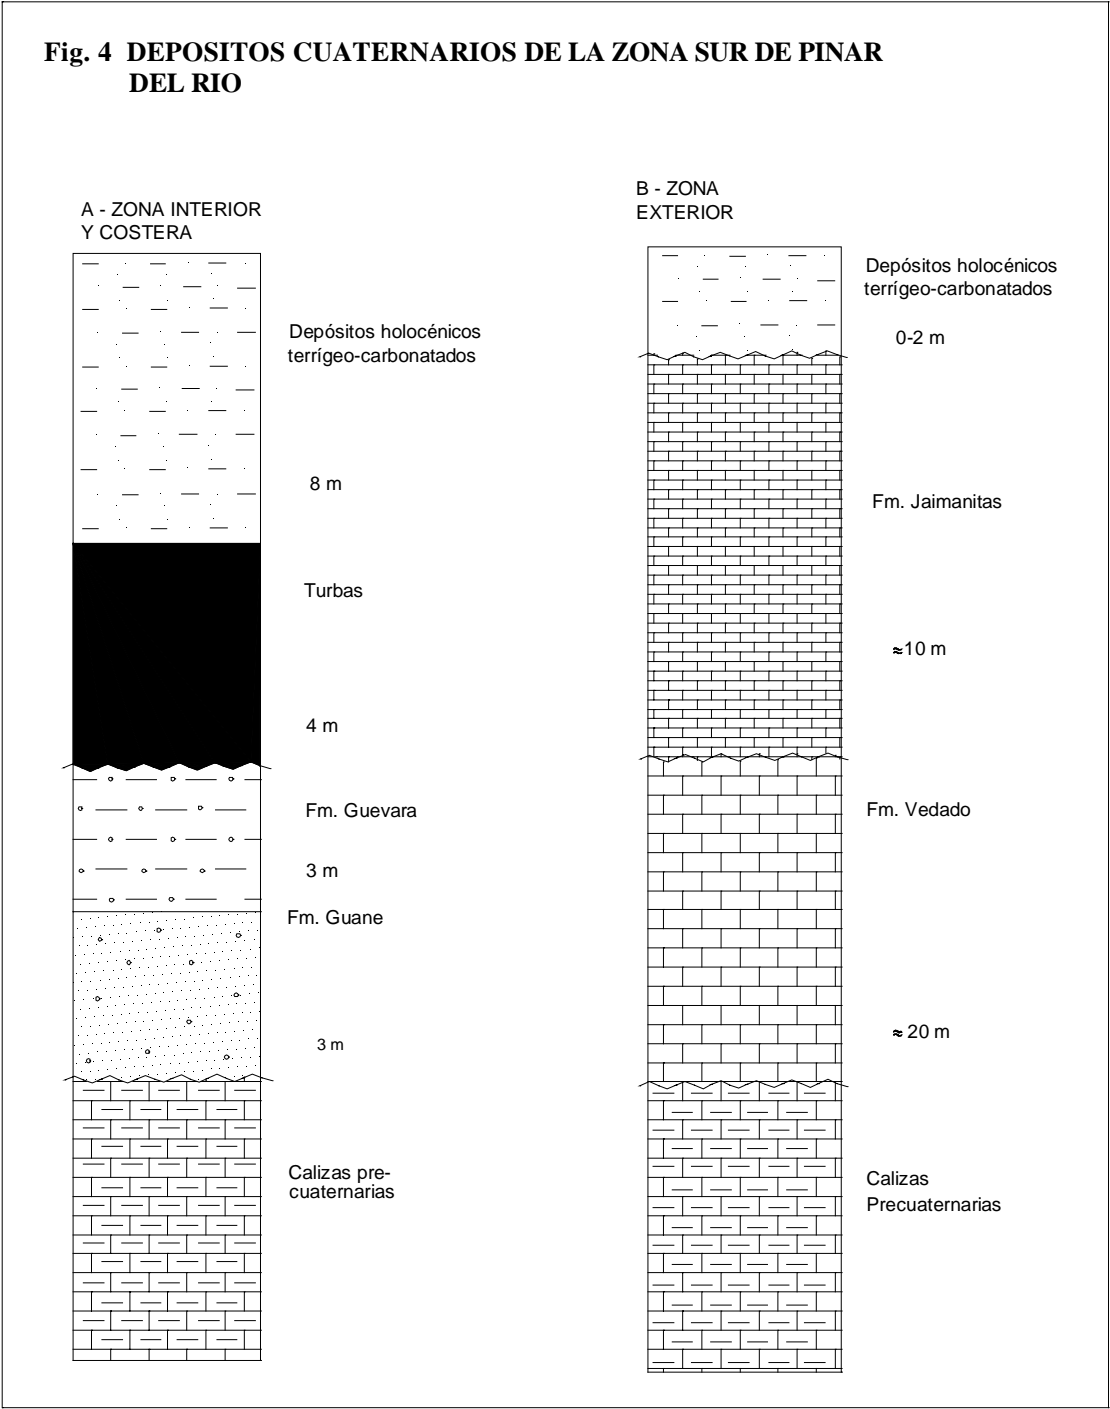 Fig. 4 DEPOSITOS CUATERNARIOS DE LA ZONA SUR DE PINAR
DEL RIO
A - ZONA INTERIOR
Y COSTERA
Depósitos holocénicos
terrígeo-carbonatados
8 m
Turbas
4 m
Fm. Guevara
3 m
Fm. Guane
3 m
Calizas pre-
cuaternarias
B - ZONA
EXTERIOR
Depósitos holocénicos
terrígeo-carbonatados
0-2 m
Fm. Jaimanitas
≈10 m
Fm. Vedado
≈ 20 m
Calizas
Precuaternarias